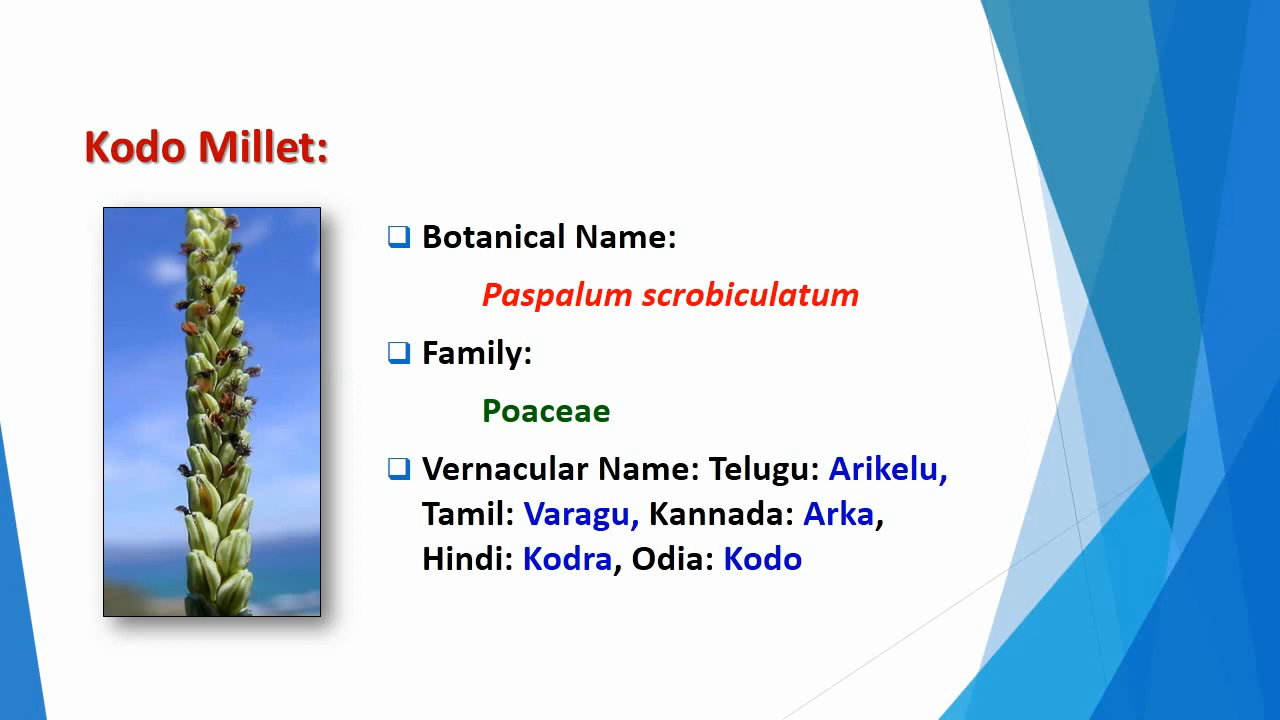 Kodo Millet:
Botanical Name:
Paspalum scrobiculatum
Family:
Poaceae
Vernacular Name: Telugu: Arikelu,
Tamil: Varagu, Kannada: Arka,
Hindi: Kodra, Odia: Kodo